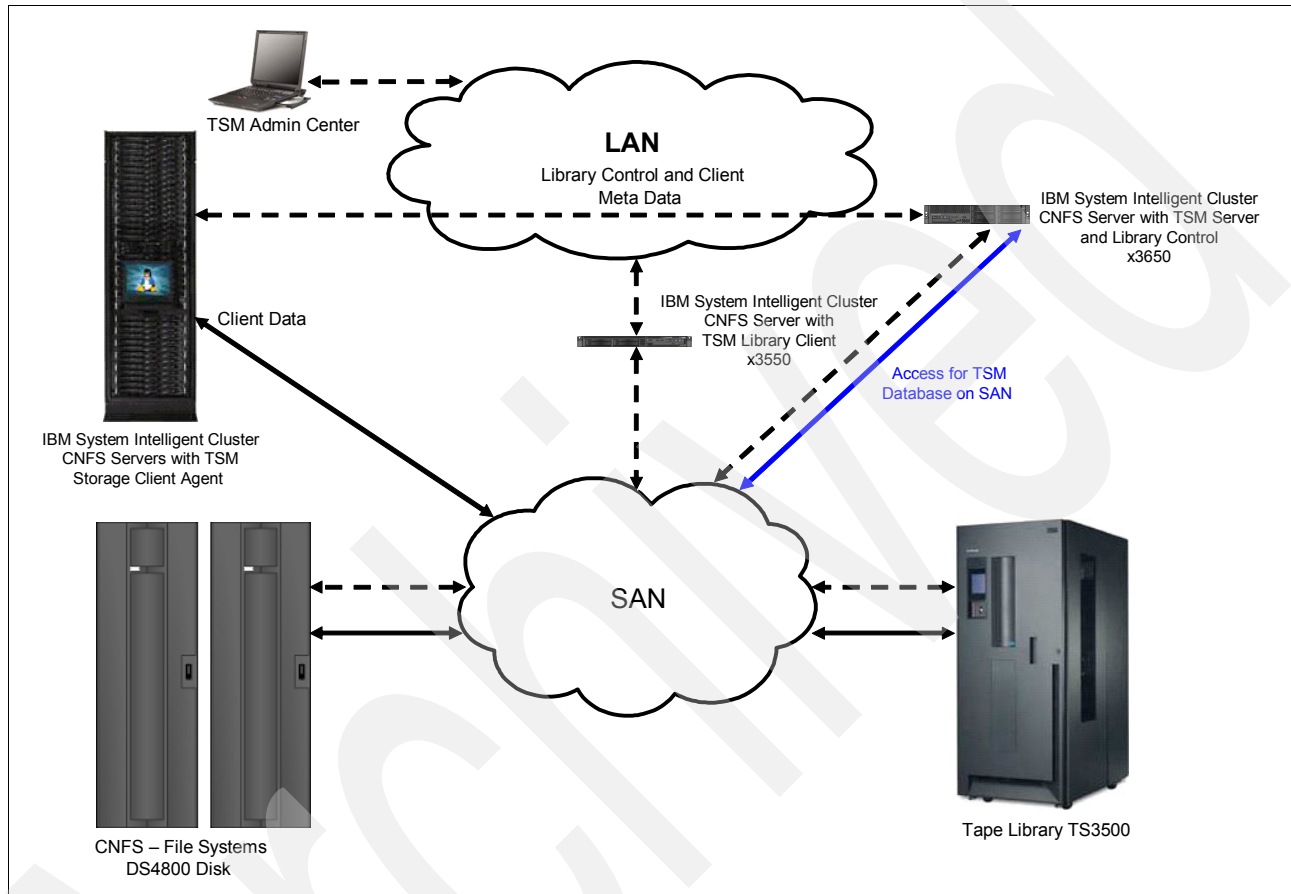 TSM Admin Center
LAN
Library Control and Client
Meta Data
IBM System Intelligent Cluster
CNFS Server with TSM Server
and Library Control
x3650
IBM System Intelligent Cluster
CNFS Server with
TSM Library Client
x3550
Client Data
Access for TSM
Database on SAN
IBM System Intelligent Cluster
CNFS Servers with TSM
Storage Client Agent
SAN
CNFS – File Systems
DS4800 Disk
Tape Library TS3500
Archived